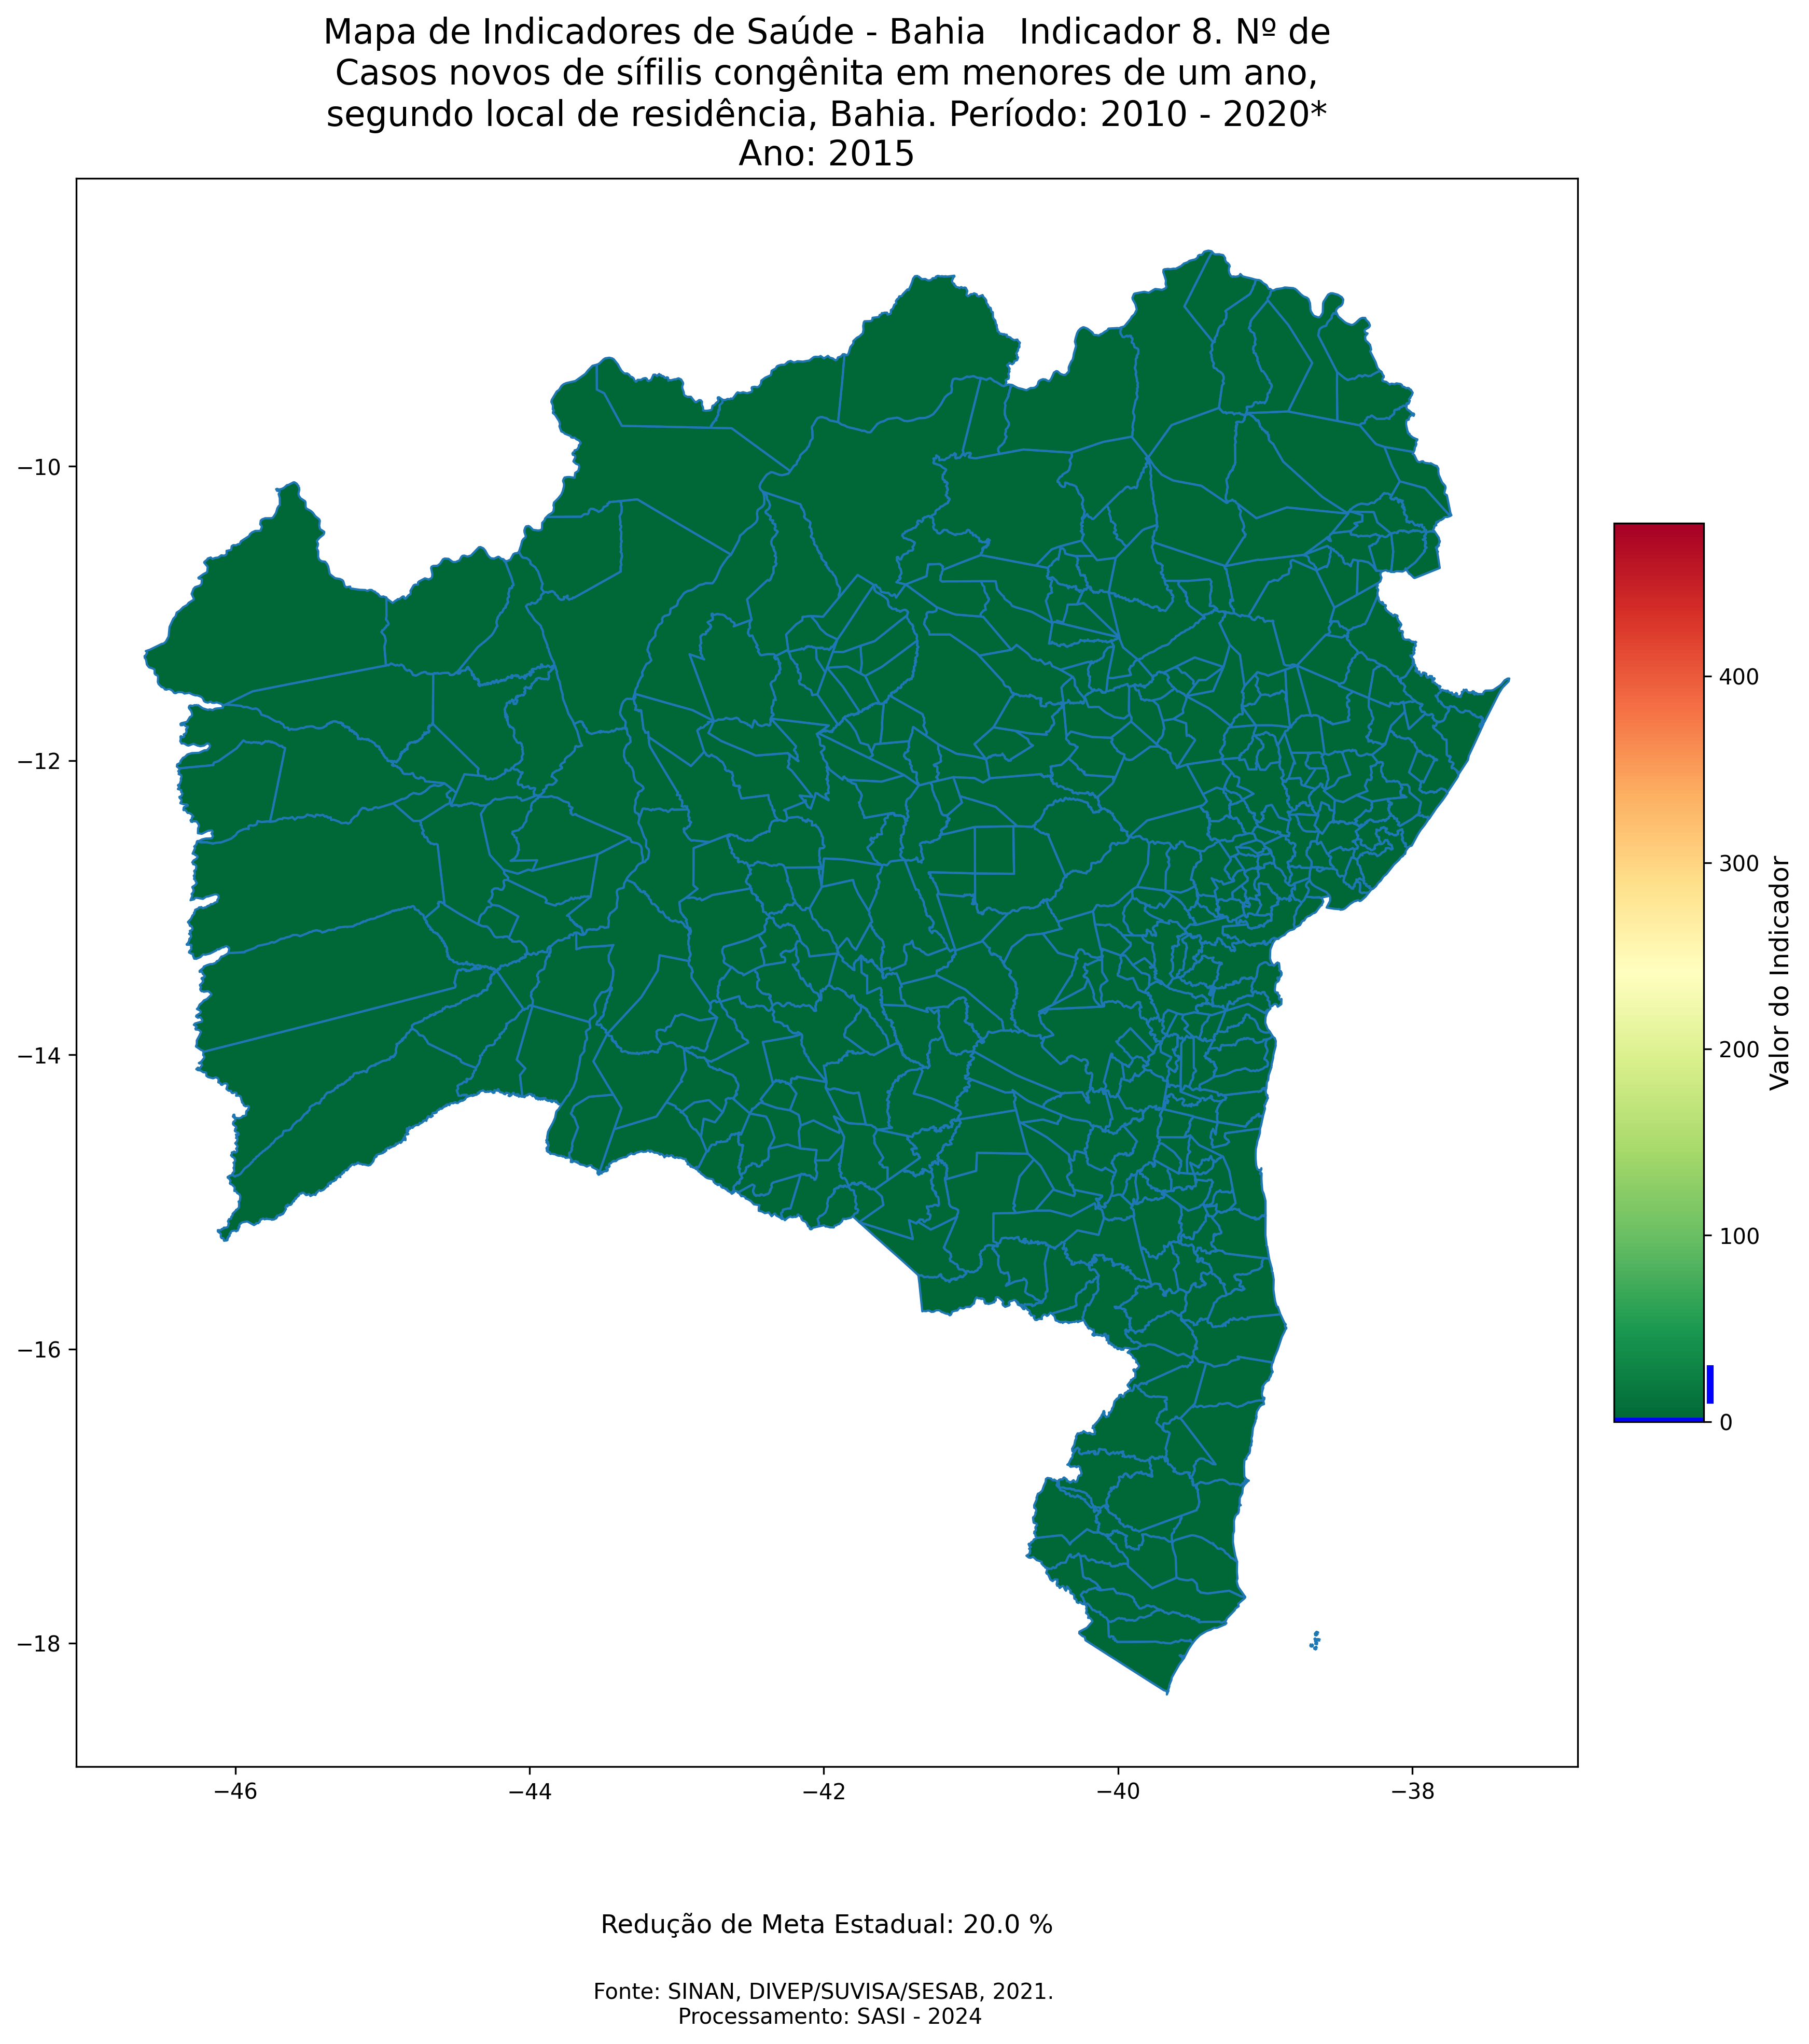 Mapa de Indicadores de Saúde - Bahia   Indicador 8. Nº de
Casos novos de sífilis congênita em menores de um ano,
segundo local de residência, Bahia. Período: 2010 - 2020*
Ano: 2015
−10
−12
−14
−16
−18
−46
−44
−42
−40
−38
400
300
200
100
0
Valor do Indicador
Redução de Meta Estadual: 20.0 %
Fonte: SINAN, DIVEP/SUVISA/SESAB, 2021.
Processamento: SASI - 2024